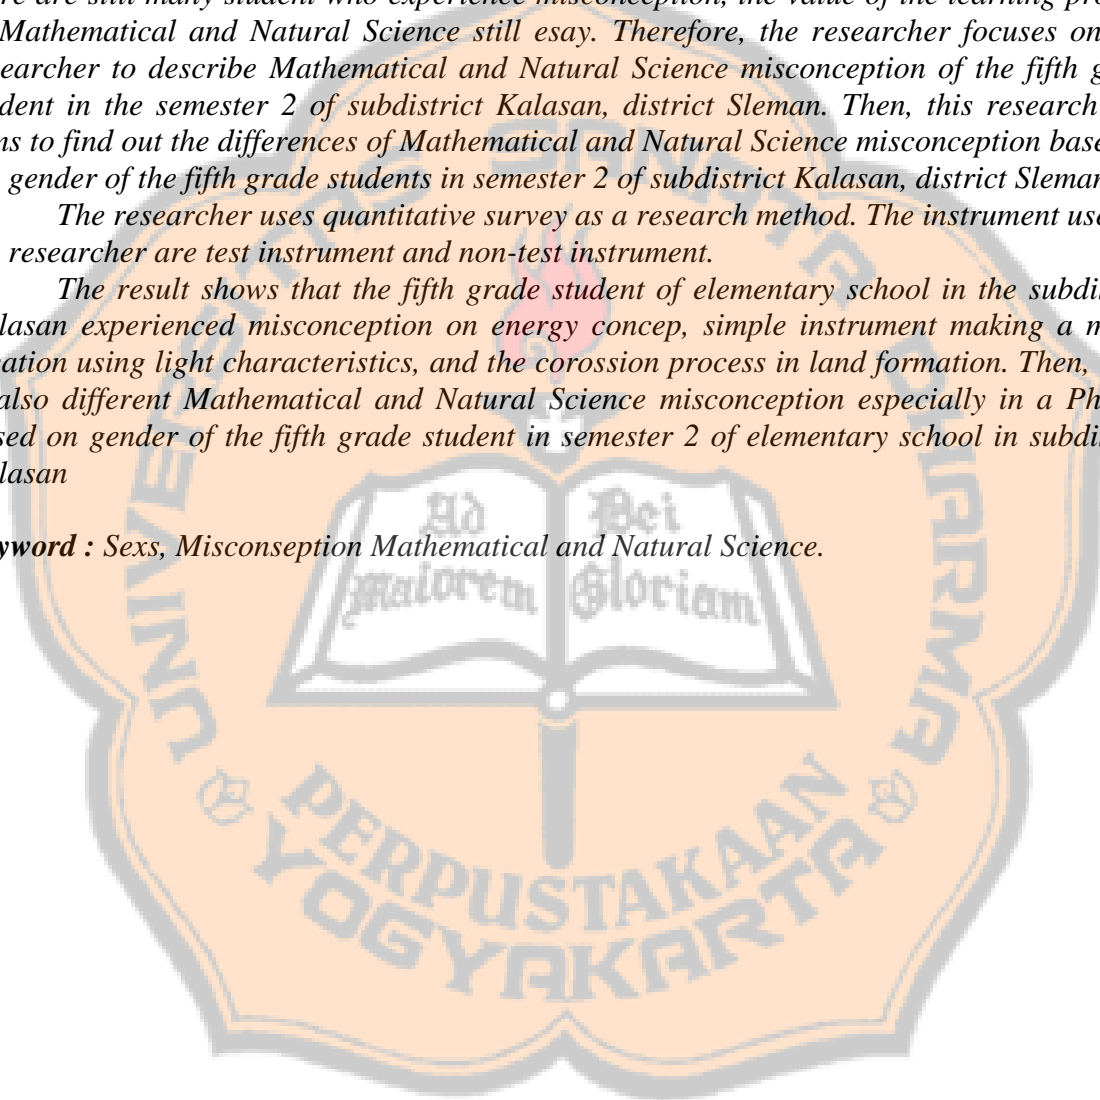 re are still many student who experience misconception, the value of the learning pro
Mathematical and Natural Science still esay. Therefore, the researcher focuses on
earcher to describe Mathematical and Natural Science misconception of the fifth g
dent in the semester 2 of subdistrict Kalasan, district Sleman. Then, this research
ns to find out the differences of Mathematical and Natural Science misconception base
gender of the fifth grade students in semester 2 of subdistrict Kalasan, district Sleman
The researcher uses quantitative survey as a research method. The instrument use
researcher are test instrument and non-test instrument.
The result shows that the fifth grade student of elementary school in the subdis
lasan experienced misconception on energy concep, simple instrument making a m
ation using light characteristics, and the corossion process in land formation. Then,
also different Mathematical and Natural Science misconception especially in a Ph
sed on gender of the fifth grade student in semester 2 of elementary school in subdis
lasan
yword : Sexs, Misconseption Mathematical and Natural Science.
UNIVERSITAS SANATA DHARMA
Ad Dei
Maiorem Gloriam
PERPUSTAKAAN
YOGYAKARTA